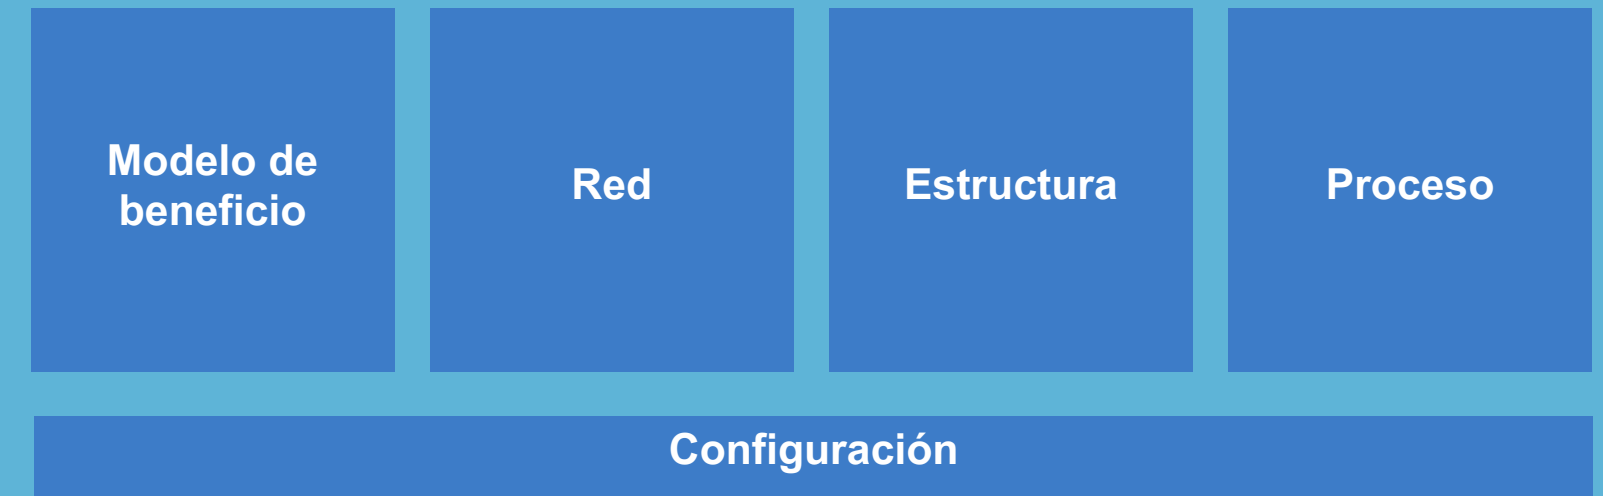 Modelo de
beneficio
Red
Estructura
Proceso
Configuración